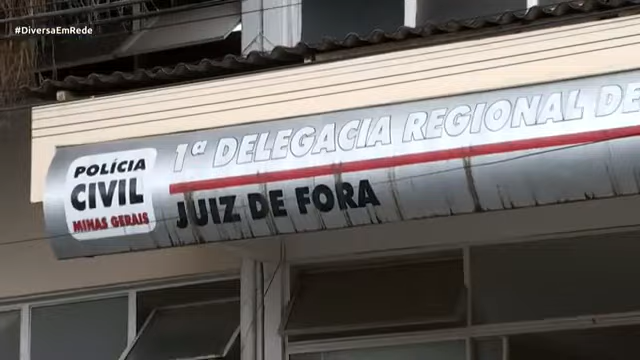 #DiversaEmRede
1ª DELEGACIA REGIONAL DE
POLÍCIA
CIVIL
MINAS GERAIS
JUIZ DE FORA